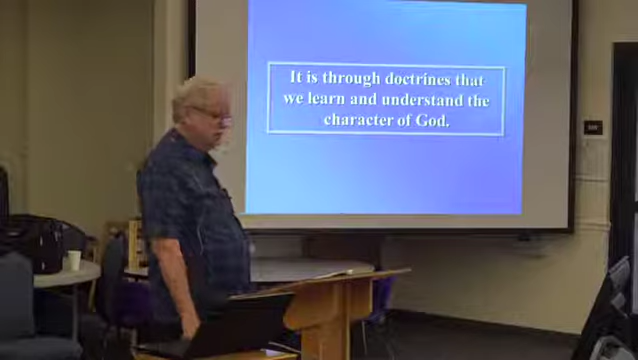 It is through doctrines that
we learn and understand the
character of God.